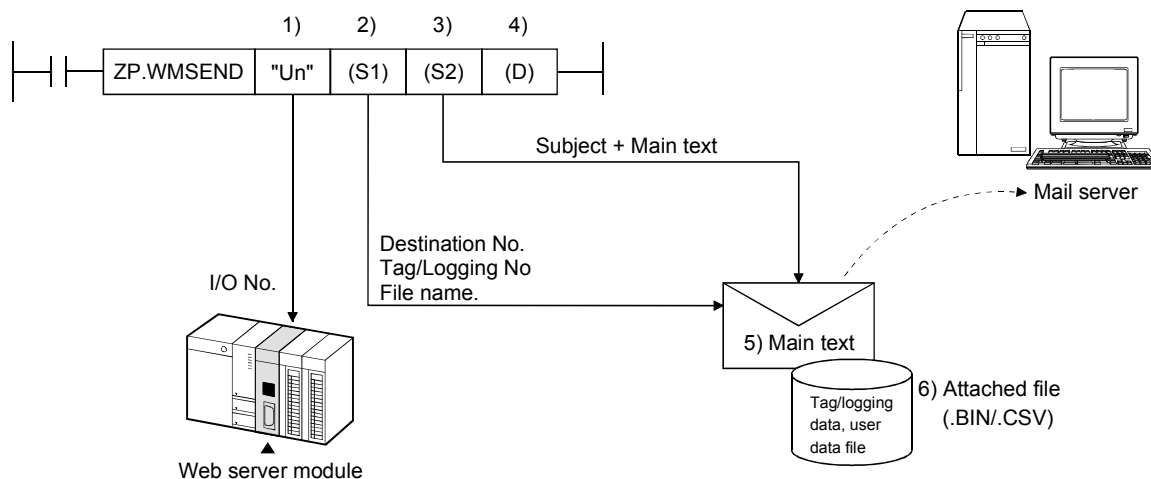 1) 2) 3) 4)
ZP.WMSEND "Un" (S1) (S2) (D)
Subject + Main text
Mail server
Destination No.
Tag/Logging No
File name.
I/O No.
5) Main text
6) Attached file
(.BIN/.CSV)
Tag/logging
data, user
data file
Web server module